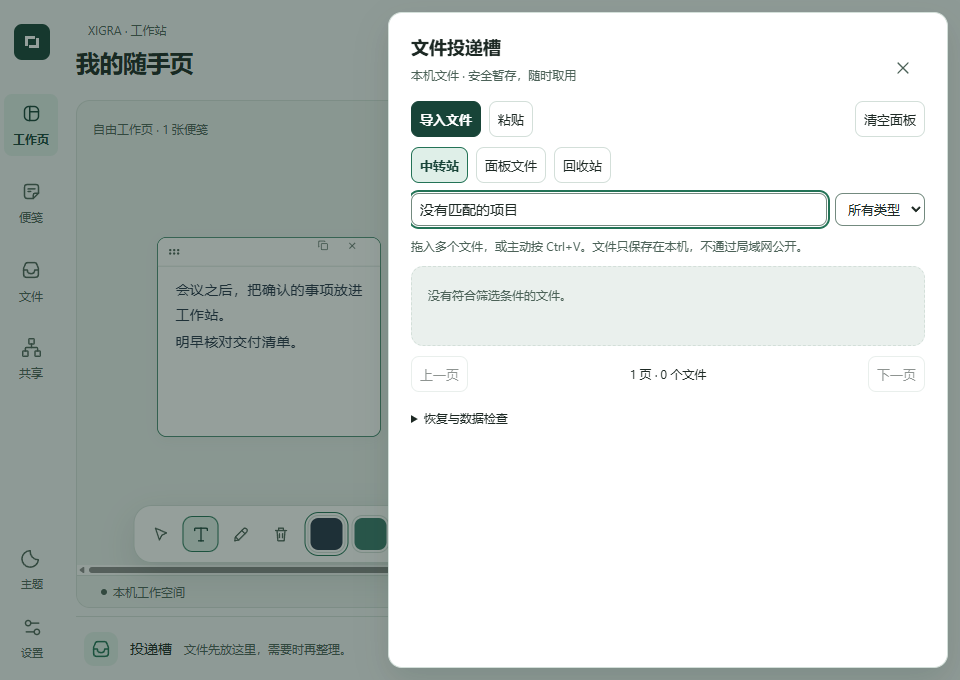 XIGRA · 工作站
我的随手页
工作页
便笺
文件
共享
主题
设置
自由工作页 · 1 张便笺
会议之后，把确认的事项放进
工作站。
明早核对交付清单。
本机工作空间
投递槽 文件先放这里，需要时再整理。
文件投递槽
本机文件 · 安全暂存，随时取用
导入文件 粘贴 清空面板
中转站 面板文件 回收站
没有匹配的项目 所有类型
拖入多个文件，或主动按 Ctrl+V。文件只保存在本机，不通过局域网公开。
没有符合筛选条件的文件。
上一页 1 页 · 0 个文件 下一页
恢复与数据检查